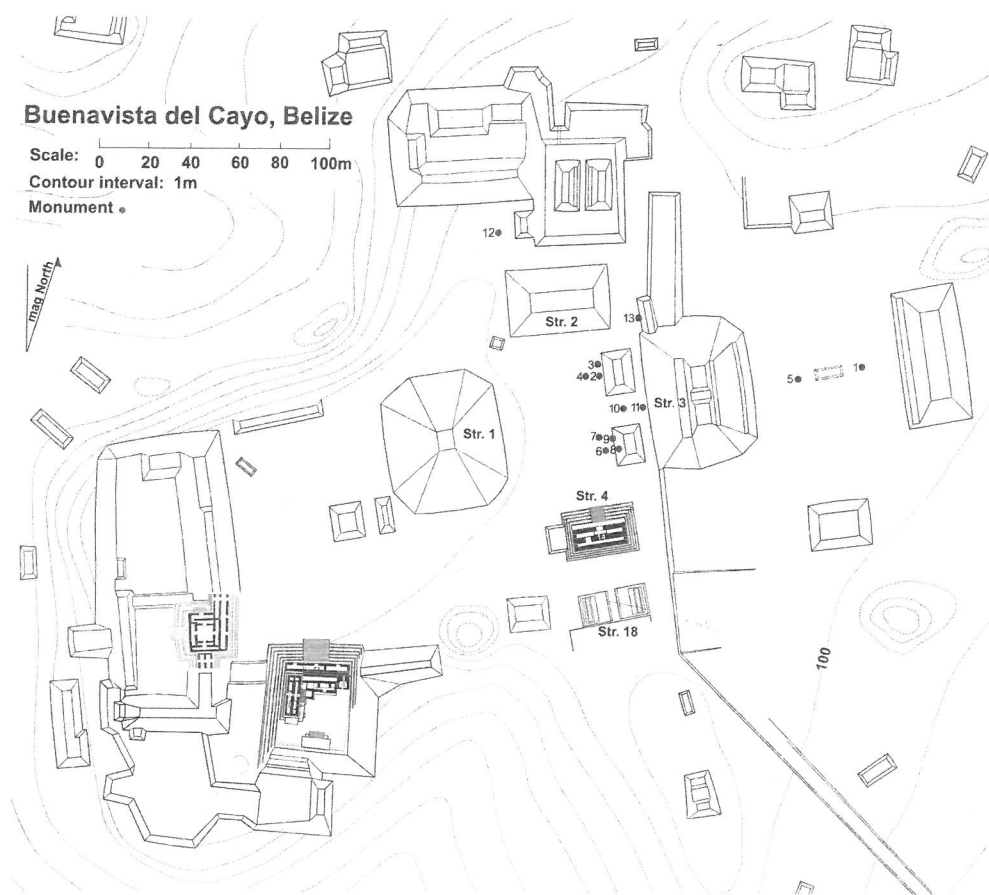 Buenavista del Cayo, Belize
Scale: 0 20 40 60 80 100m
Contour interval: 1m
Monument
mag North
12
Str. 2
13
3
4 2
5
1
10 11
Str. 3
Str. 1
7 9
6 8
Str. 4
Str. 18
100